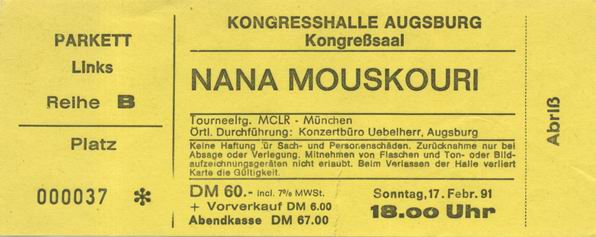 PARKETT
Links
Reihe B
Platz
000037 *
KONGRESSHALLE AUGSBURG
Kongreßsaal
NANA MOUSKOURI
Tourneeltg. MCLR - München
Örtl. Durchführung: Konzertbüro Uebelherr, Augsburg
Keine Haftung für Sach- und Personenschäden. Zurücknahme nur bei
Absage oder Verlegung. Mitnehmen von Flaschen und Ton- oder Bild-
aufzeichnungsgeräten nicht erlaubt. Beim Verlassen der Halle verliert
Karte die Gültigkeit.
DM 60.- incl. 7% MWSt.
+ Vorverkauf DM 6.00
Abendkasse DM 67.00
Sonntag, 17. Febr. 91
18.00 Uhr
Abriß